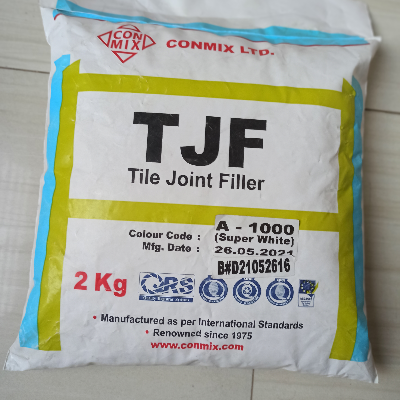 CON
MIX
CONMIX LTD.
TJF
Tile Joint Filler
Colour Code : A - 1000
(Super White)
Mfg. Date : 26.05.2021
B#D21052616
2 Kg
• Manufactured as per International Standards
• Renowned since 1975
www.conmix.com